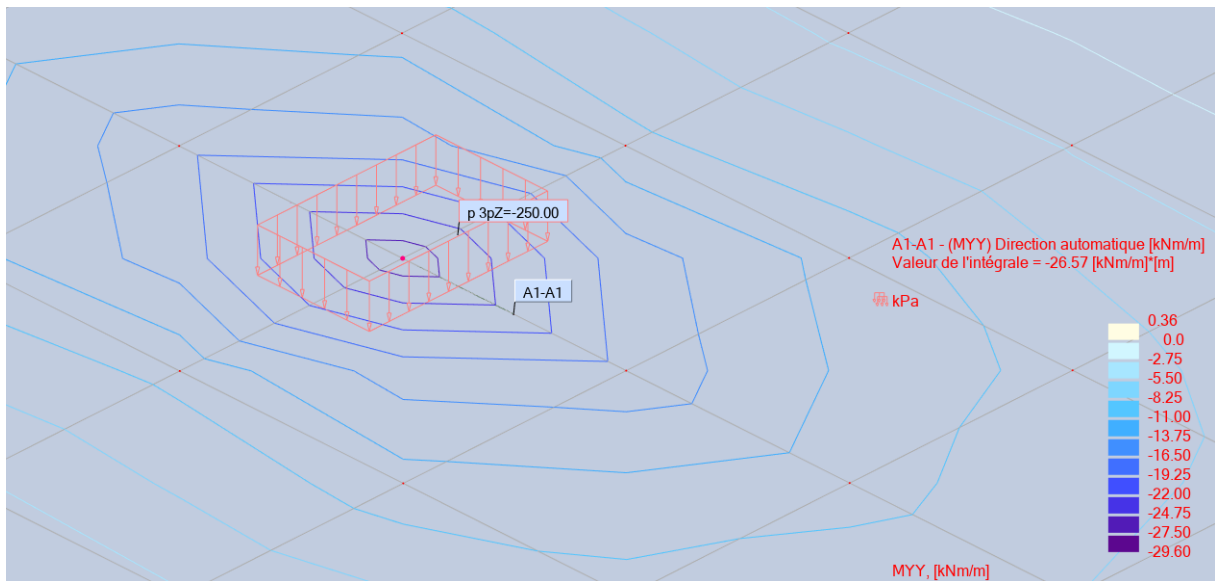 p 3pZ=-250.00
A1-A1
A1-A1 - (MYY) Direction automatique [kNm/m]
Valeur de l'intégrale = -26.57 [kNm/m]*[m]
kPa
0.36
0.0
-2.75
-5.50
-8.25
-11.00
-13.75
-16.50
-19.25
-22.00
-24.75
-27.50
-29.60
MYY, [kNm/m]